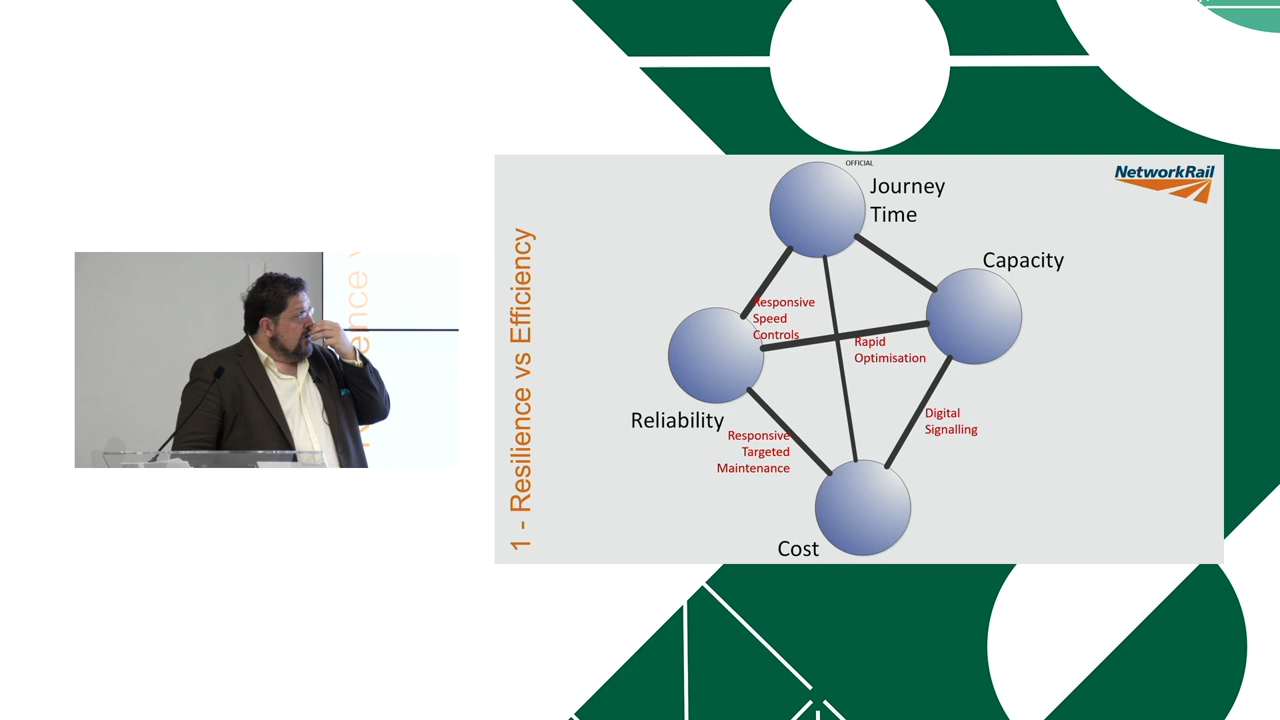 OFFICIAL
NetworkRail
1 - Resilience vs Efficiency
Journey
Time
Capacity
Responsive
Speed
Controls
Rapid
Optimisation
Reliability
Digital
Signalling
Responsive
Targeted
Maintenance
Cost